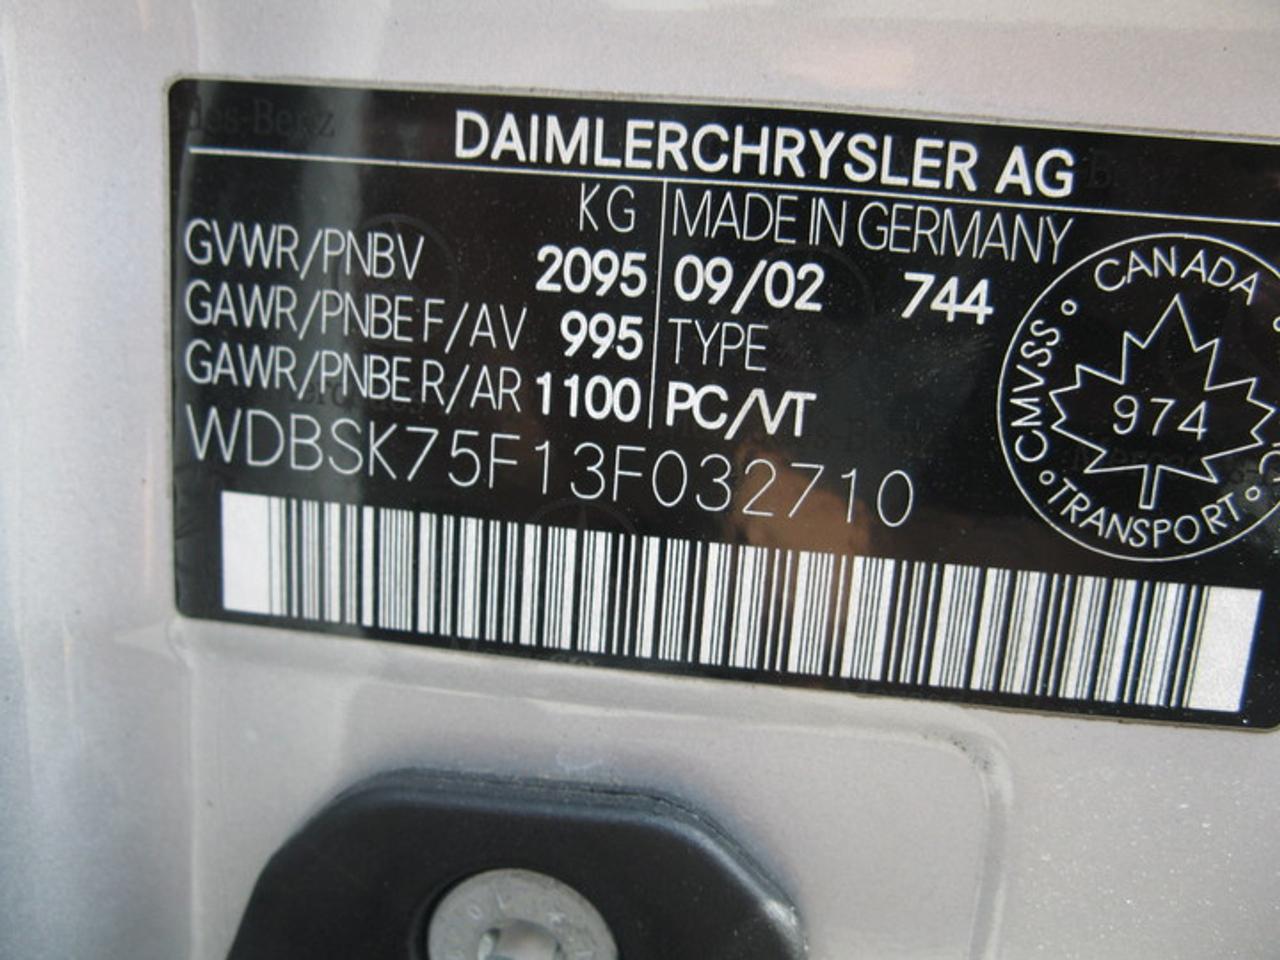 DAIMLERCHRYSLER AG
KG
GVWR/PNBV 2095
GAWR/PNBE F/AV 995
GAWR/PNBE R/AR 1100
MADE IN GERMANY
09/02 744
TYPE
PC/VT
WDBSK75F13F032710
CANADA
CMVSS
974
TRANSPORT